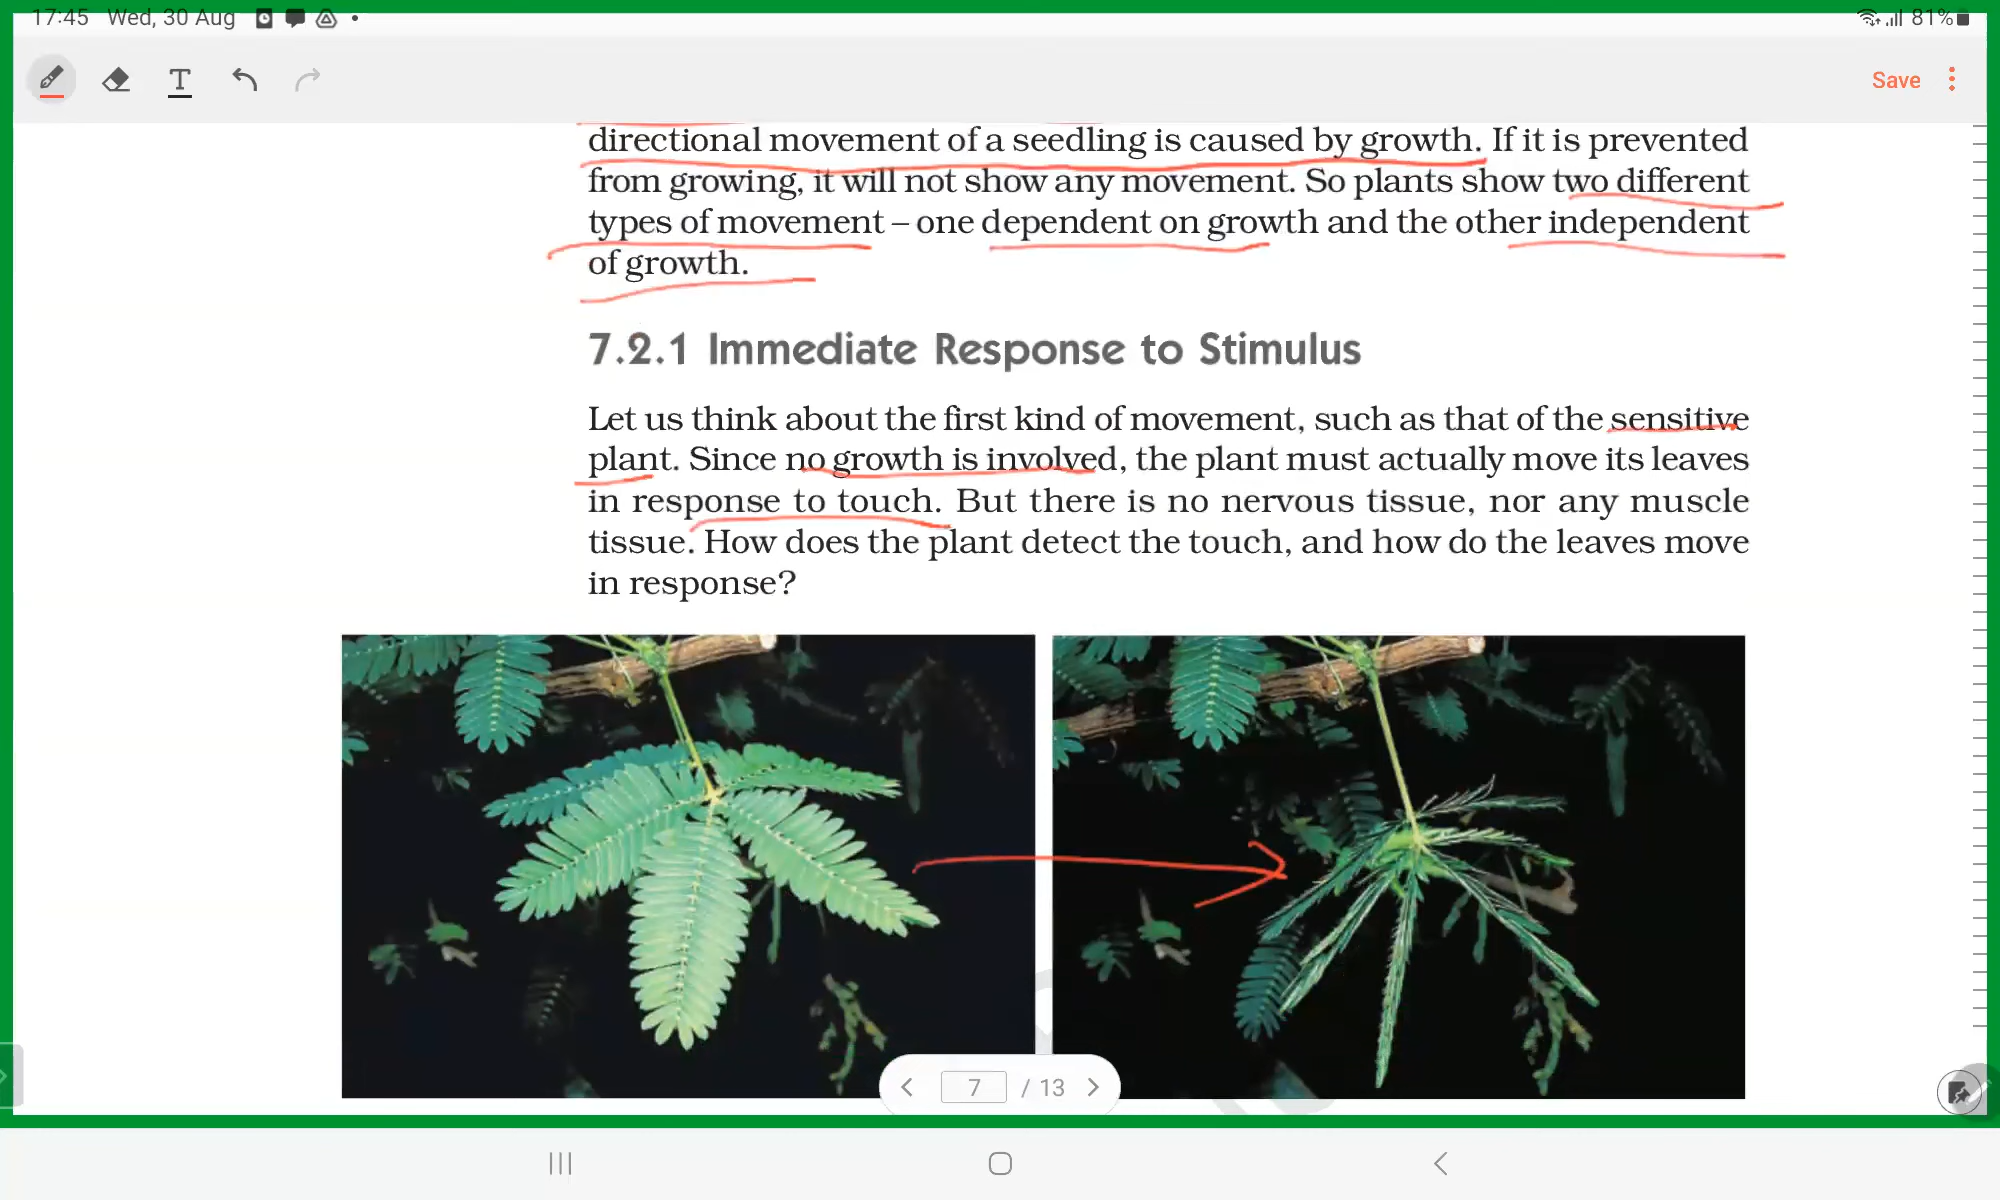 17:45 Wed, 30 Aug
81%
T
Save
directional movement of a seedling is caused by growth. If it is prevented
from growing, it will not show any movement. So plants show two different
types of movement – one dependent on growth and the other independent
of growth.
7.2.1 Immediate Response to Stimulus
Let us think about the first kind of movement, such as that of the sensitive
plant. Since no growth is involved, the plant must actually move its leaves
in response to touch. But there is no nervous tissue, nor any muscle
tissue. How does the plant detect the touch, and how do the leaves move
in response?
7 / 13